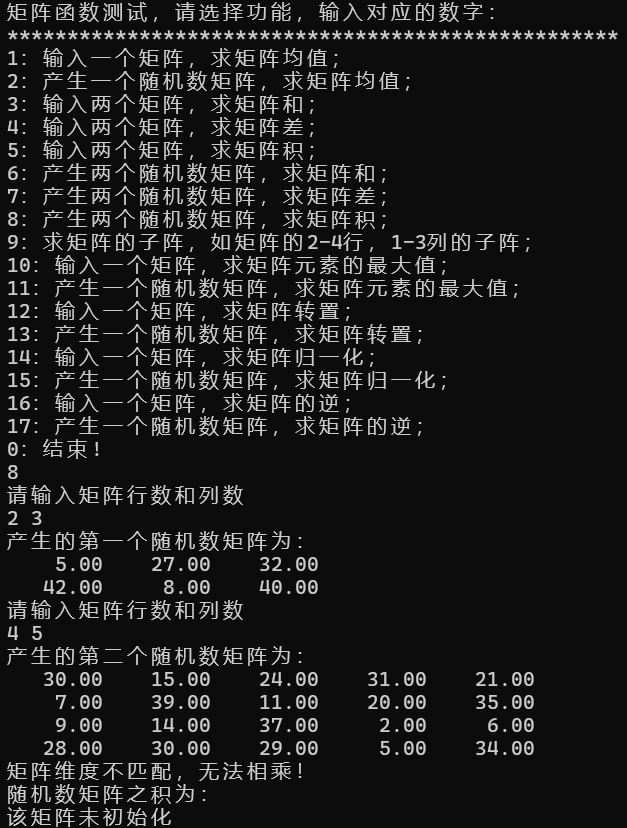 矩阵函数测试，请选择功能，输入对应的数字：
***************************************************
1: 输入一个矩阵，求矩阵均值；
2: 产生一个随机数矩阵，求矩阵均值；
3: 输入两个矩阵，求矩阵和；
4: 输入两个矩阵，求矩阵差；
5: 输入两个矩阵，求矩阵积；
6: 产生两个随机数矩阵，求矩阵和；
7: 产生两个随机数矩阵，求矩阵差；
8: 产生两个随机数矩阵，求矩阵积；
9: 求矩阵的子阵，如矩阵的2-4行，1-3列的子阵；
10: 输入一个矩阵，求矩阵元素的最大值；
11: 产生一个随机数矩阵，求矩阵元素的最大值；
12: 输入一个矩阵，求矩阵转置；
13: 产生一个随机数矩阵，求矩阵转置；
14: 输入一个矩阵，求矩阵归一化；
15: 产生一个随机数矩阵，求矩阵归一化；
16: 输入一个矩阵，求矩阵的逆；
17: 产生一个随机数矩阵，求矩阵的逆；
0: 结束！
8
请输入矩阵行数和列数
2 3
产生的第一个随机数矩阵为：
5.00 27.00 32.00
42.00 8.00 40.00
请输入矩阵行数和列数
4 5
产生的第二个随机数矩阵为：
30.00 15.00 24.00 31.00 21.00
7.00 39.00 11.00 20.00 35.00
9.00 14.00 37.00 2.00 6.00
28.00 30.00 29.00 5.00 34.00
矩阵维度不匹配，无法相乘！
随机数矩阵之积为：
该矩阵未初始化